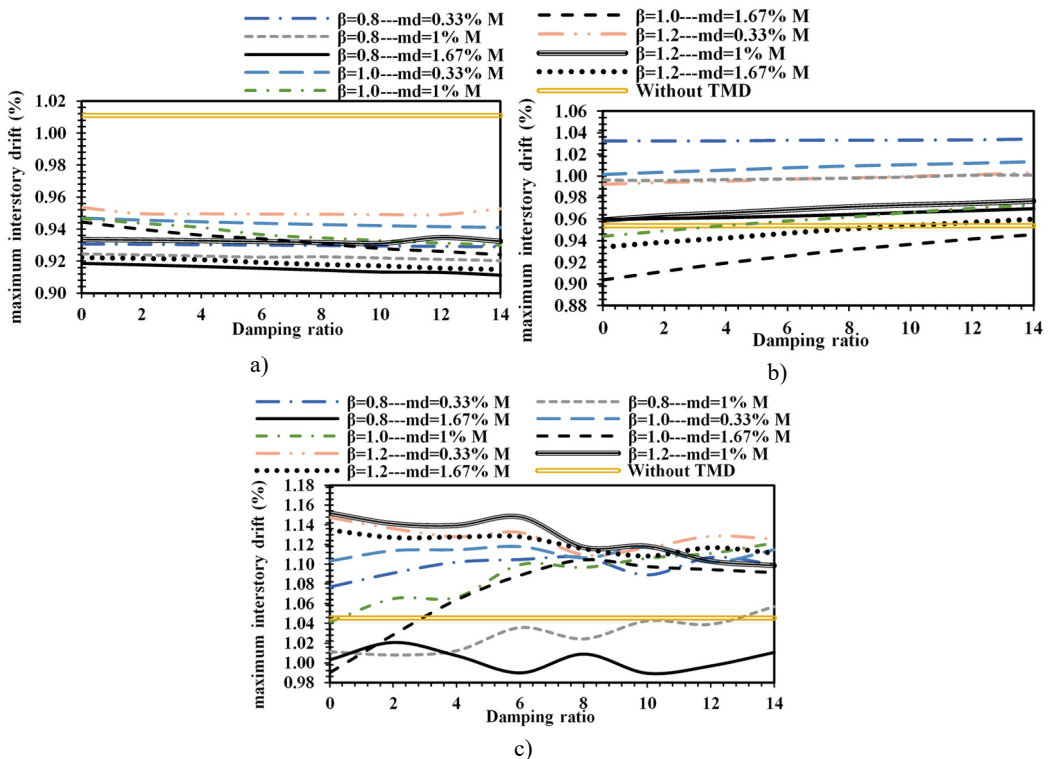 β=0.8---md=0.33% M
β=0.8---md=1% M
β=0.8---md=1.67% M
β=1.0---md=0.33% M
β=1.0---md=1% M
β=1.0---md=1.67% M
β=1.2---md=0.33% M
β=1.2---md=1% M
β=1.2---md=1.67% M
Without TMD
maximum interstory drift (%)
1.02
1.00
0.98
0.96
0.94
0.92
0.90
0 2 4 6 8 10 12 14
Damping ratio
a)
maximum interstory drift (%)
1.06
1.04
1.02
1.00
0.98
0.96
0.94
0.92
0.90
0.88
0 2 4 6 8 10 12 14
Damping ratio
b)
β=0.8---md=0.33% M
β=0.8---md=1% M
β=0.8---md=1.67% M
β=1.0---md=0.33% M
β=1.0---md=1% M
β=1.0---md=1.67% M
β=1.2---md=0.33% M
β=1.2---md=1% M
β=1.2---md=1.67% M
Without TMD
maximum interstory drift (%)
1.18
1.16
1.14
1.12
1.10
1.08
1.06
1.04
1.02
1.00
0.98
0 2 4 6 8 10 12 14
Damping ratio
c)